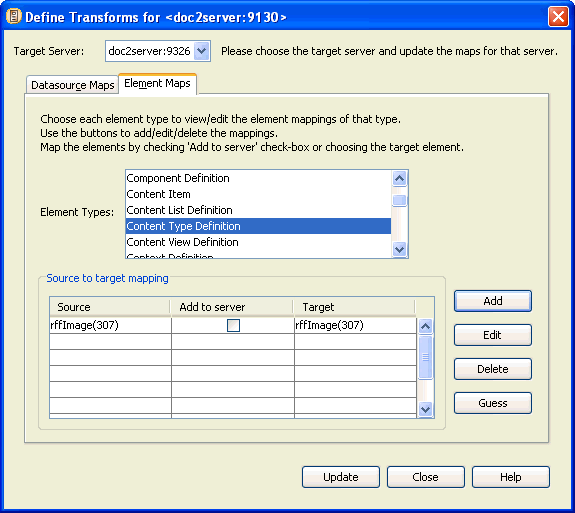 Define Transforms for <doc2server:9130>
Target Server: doc2server:9326 Please choose the target server and update the maps for that server.
Datasource Maps Element Maps
Choose each element type to view/edit the element mappings of that type.
Use the buttons to add/edit/delete the mappings.
Map the elements by checking 'Add to server' check-box or choosing the target element.
Component Definition
Content Item
Element Types: Content List Definition
Content Type Definition
Content View Definition
Context Definition
Source to target mapping
Source Add to server Target
rffImage(307) rffImage(307)
Add
Edit
Delete
Guess
Update Close Help